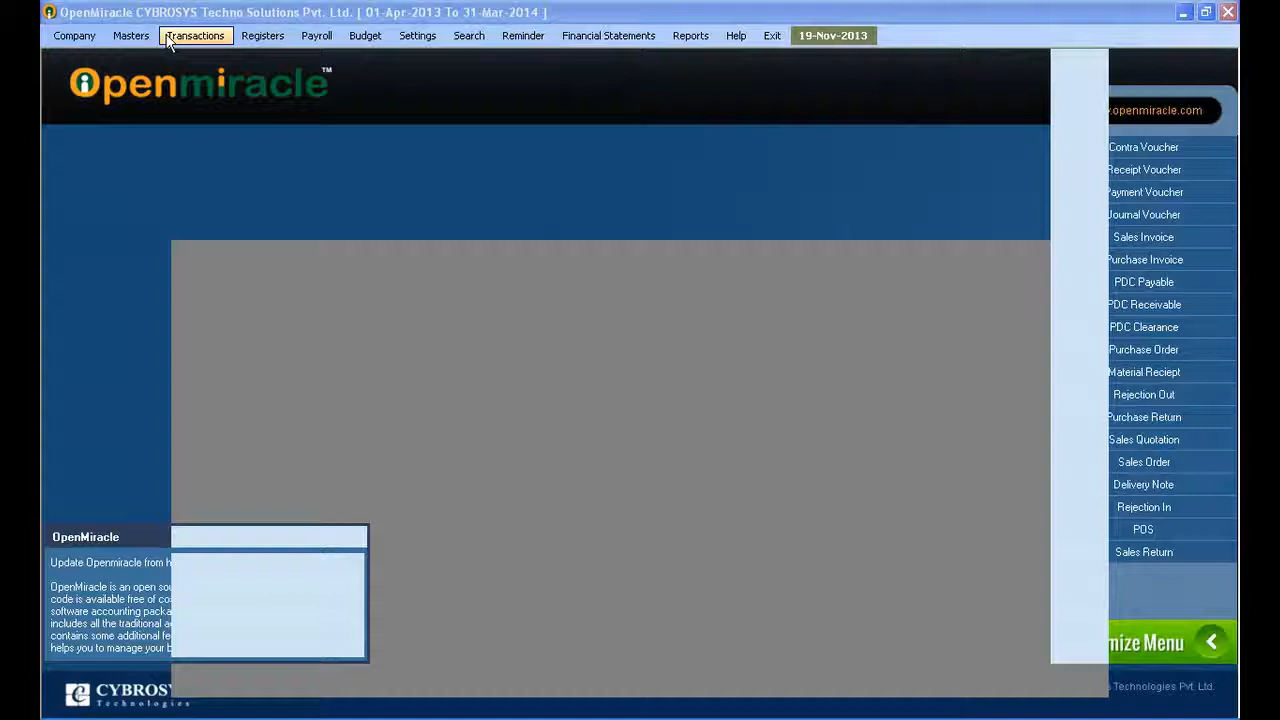 OpenMiracle CYBROSYS Techno Solutions Pvt. Ltd. [ 01-Apr-2013 To 31-Mar-2014 ]
Company Masters Transactions Registers Payroll Budget Settings Search Reminder Financial Statements Reports Help Exit 19-Nov-2013
Openmiracle™
.openmiracle.com
Contra Voucher
Receipt Voucher
Payment Voucher
Journal Voucher
Sales Invoice
Purchase Invoice
PDC Payable
PDC Receivable
PDC Clearance
Purchase Order
Material Reciept
Rejection Out
Purchase Return
Sales Quotation
Sales Order
Delivery Note
Rejection In
POS
Sales Return
OpenMiracle
Update Openmiracle from h
OpenMiracle is an open sou
code is available free of co
software accounting packa
includes all the traditional a
contains some additional fe
helps you to manage your b
mize Menu
CYBROS
Technologies
Technologies Pvt. Ltd.